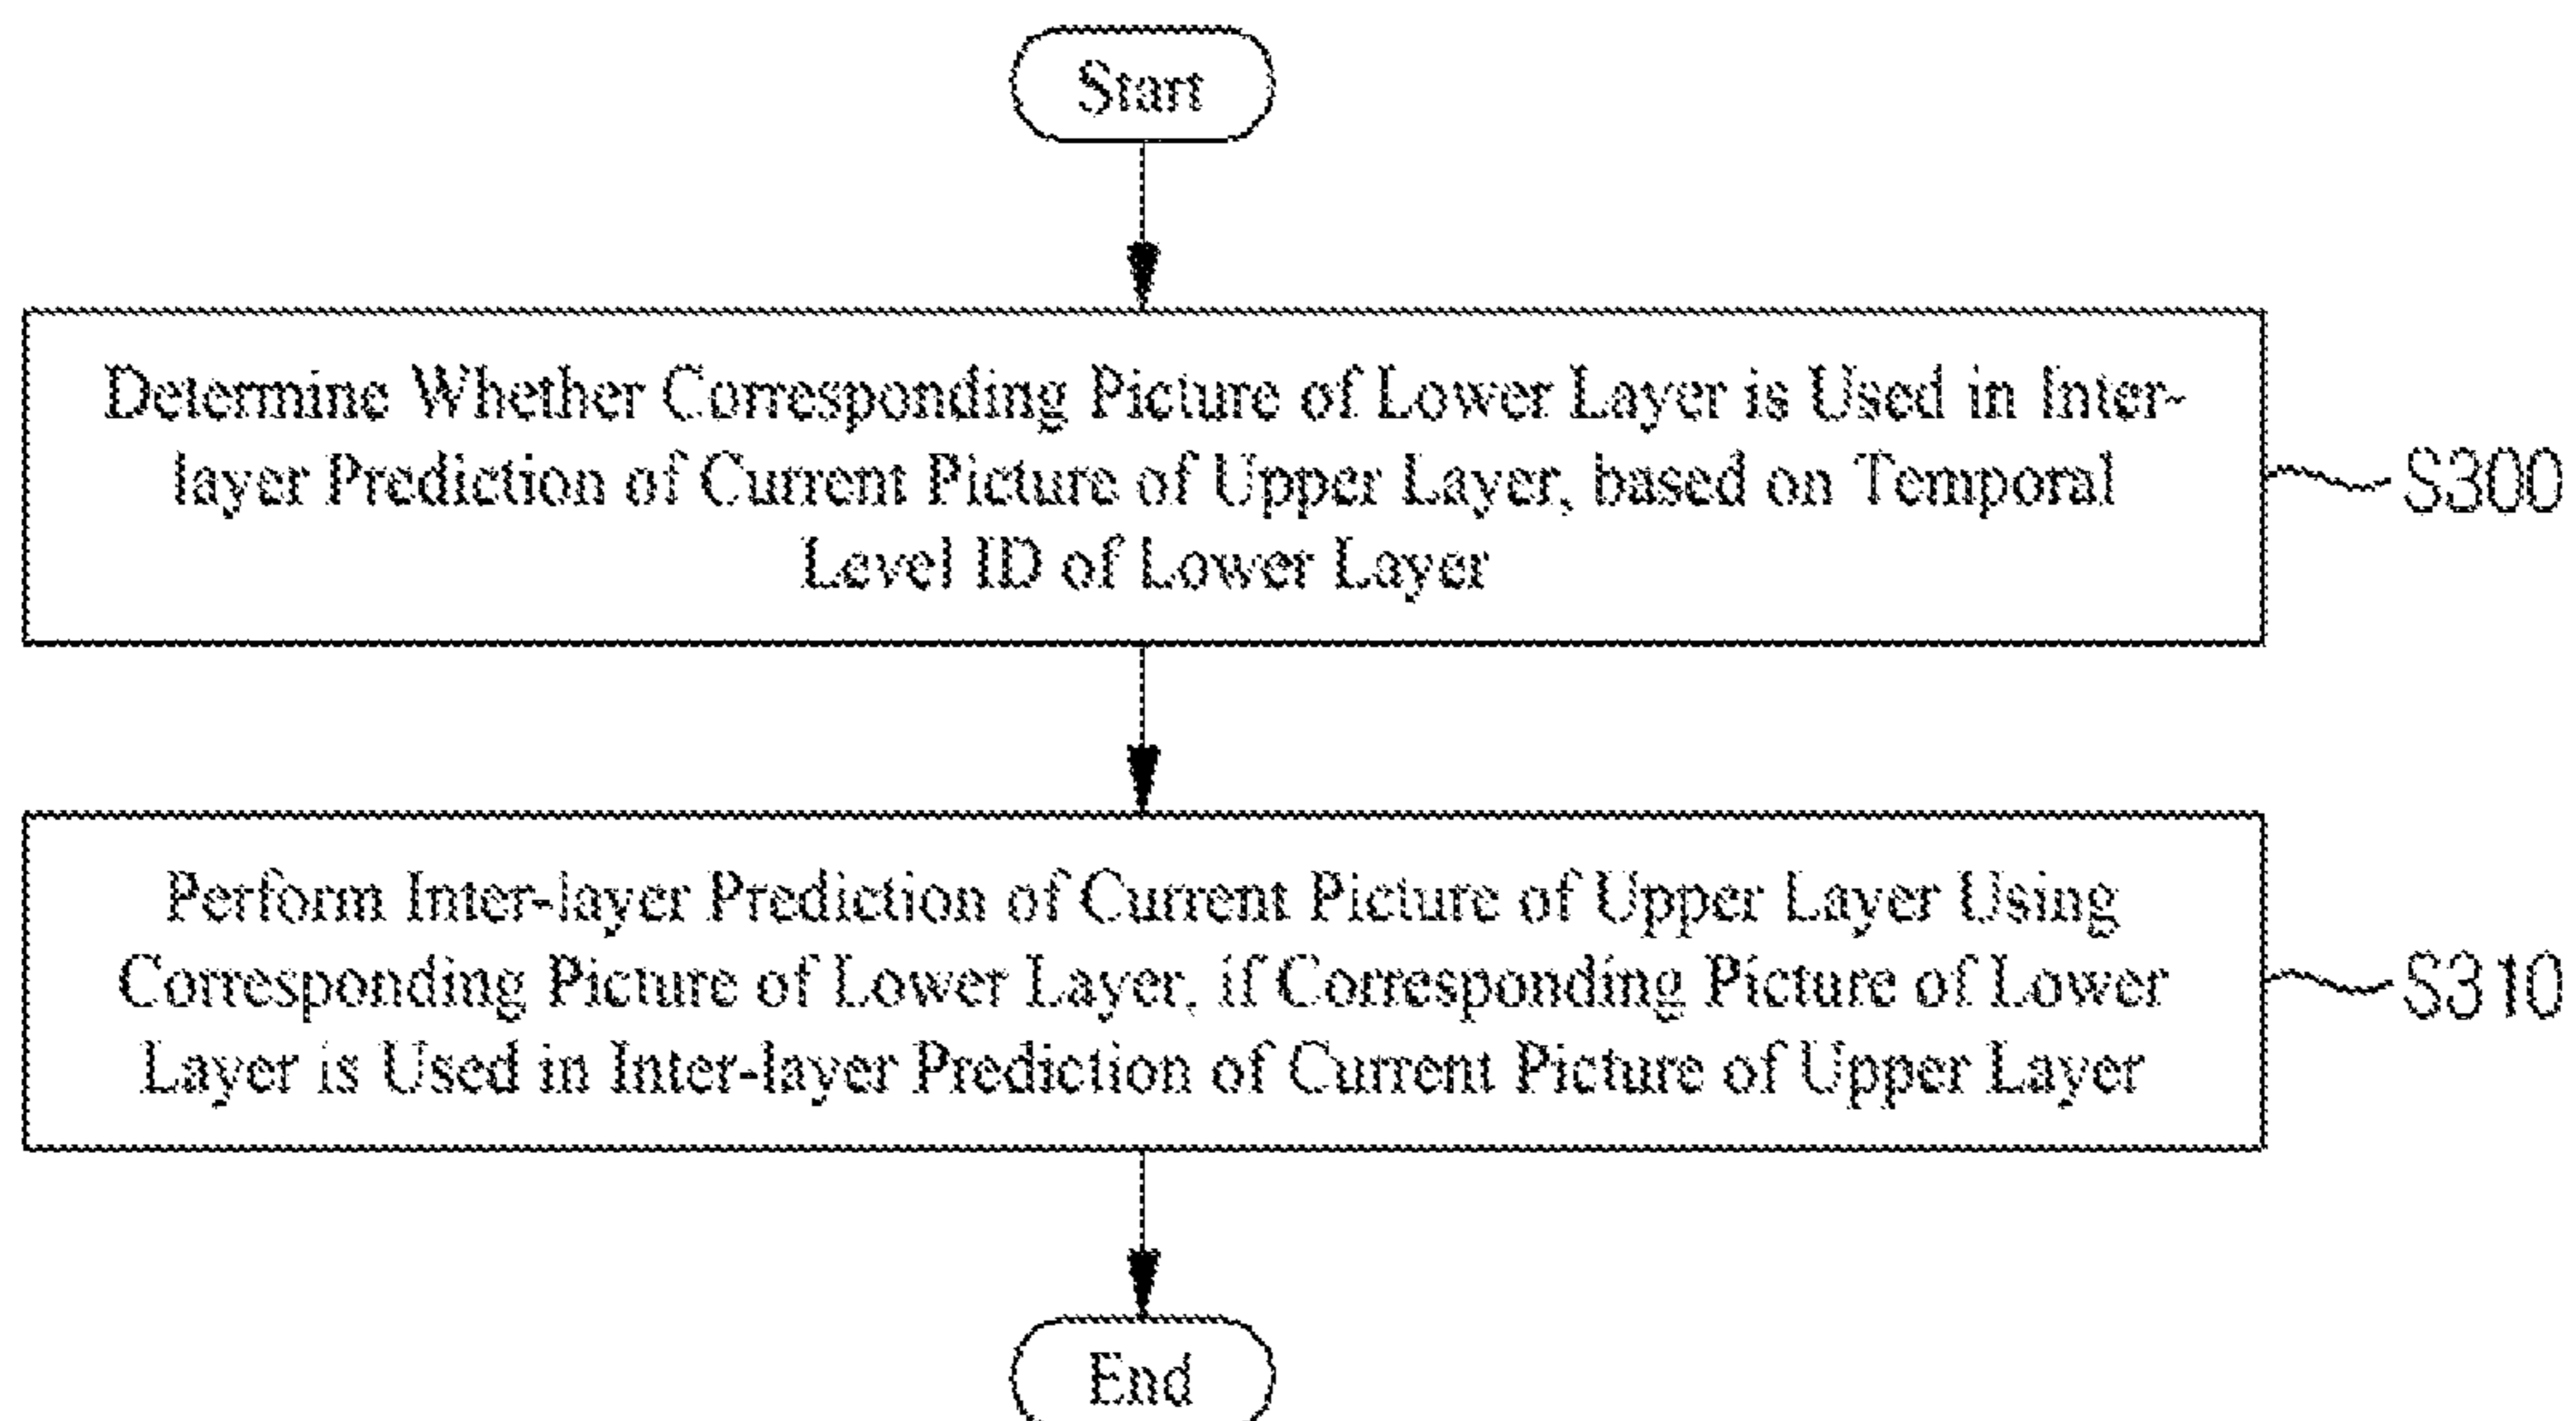 Start
Determine Whether Corresponding Picture of Lower Layer is Used in Inter-
layer Prediction of Current Picture of Upper Layer, based on Temporal
Level ID of Lower Layer
S300
Perform Inter-layer Prediction of Current Picture of Upper Layer Using
Corresponding Picture of Lower Layer, if Corresponding Picture of Lower
Layer is Used in Inter-layer Prediction of Current Picture of Upper Layer
S310
End